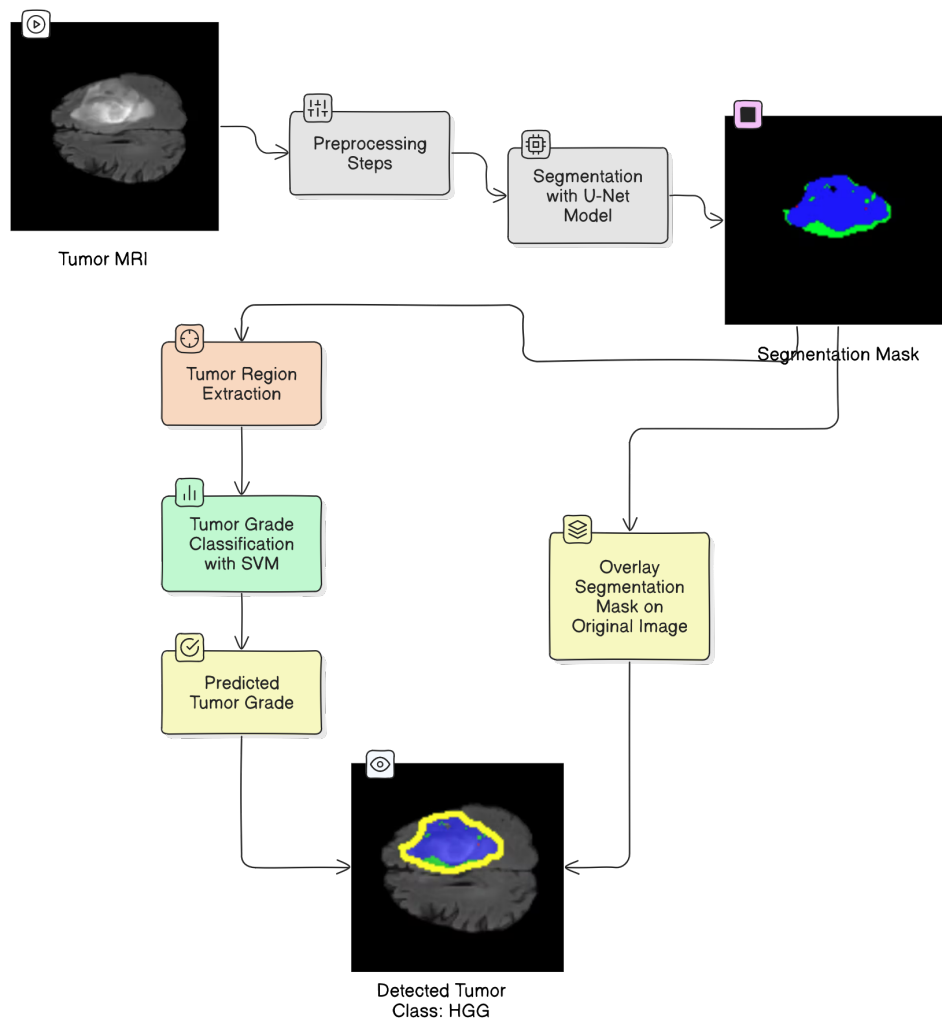 Tumor MRI
Preprocessing
Steps
Segmentation
with U-Net
Model
Segmentation Mask
Tumor Region
Extraction
Tumor Grade
Classification
with SVM
Predicted
Tumor Grade
Overlay
Segmentation
Mask on
Original Image
Detected Tumor
Class: HGG